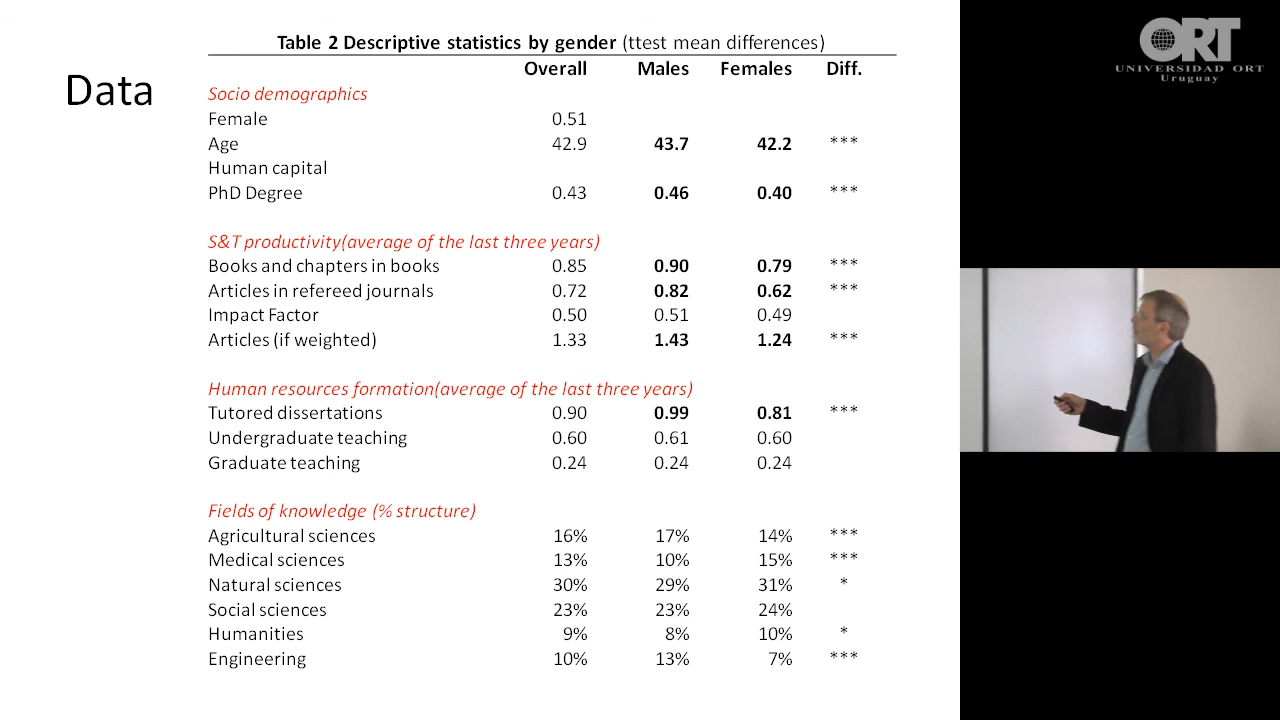 Table 2 Descriptive statistics by gender (ttest mean differences)
Overall Males Females Diff.
Data
Socio demographics
Female 0.51
Age 42.9 43.7 42.2 ***
Human capital
PhD Degree 0.43 0.46 0.40 ***
S&T productivity(average of the last three years)
Books and chapters in books 0.85 0.90 0.79 ***
Articles in refereed journals 0.72 0.82 0.62 ***
Impact Factor 0.50 0.51 0.49
Articles (if weighted) 1.33 1.43 1.24 ***
Human resources formation(average of the last three years)
Tutored dissertations 0.90 0.99 0.81 ***
Undergraduate teaching 0.60 0.61 0.60
Graduate teaching 0.24 0.24 0.24
Fields of knowledge (% structure)
Agricultural sciences 16% 17% 14% ***
Medical sciences 13% 10% 15% ***
Natural sciences 30% 29% 31% *
Social sciences 23% 23% 24%
Humanities 9% 8% 10% *
Engineering 10% 13% 7% ***
ORT
UNIVERSIDAD ORT
Uruguay